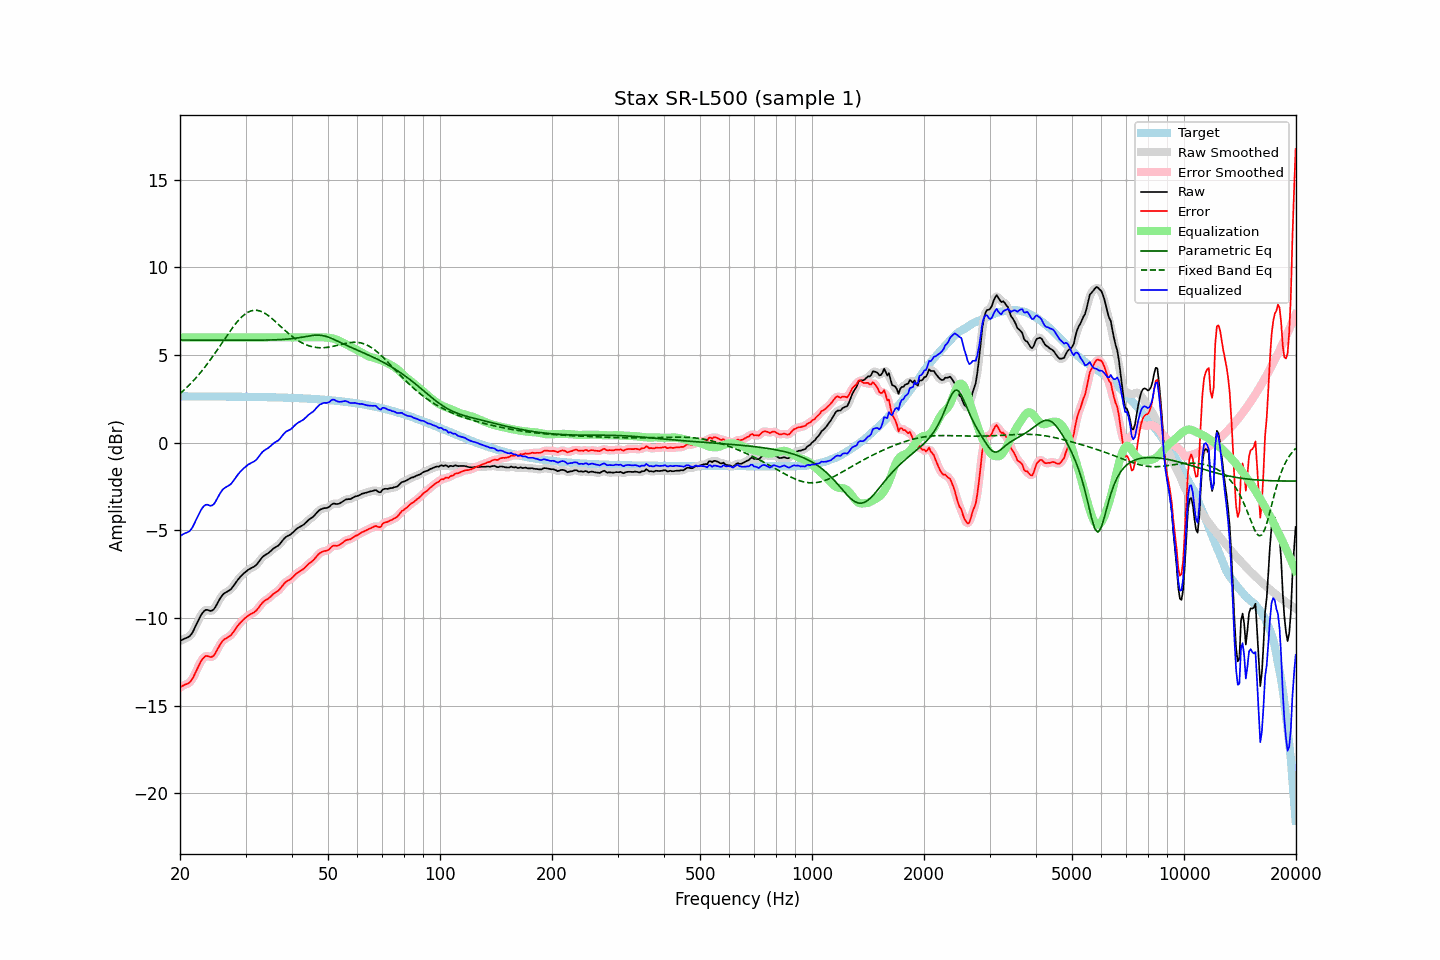 Stax SR-L500 (sample 1)
Target
Raw Smoothed
Error Smoothed
Raw
Error
Equalization
Parametric Eq
Fixed Band Eq
Equalized
15
10
5
0
−5
−10
−15
−20
Amplitude (dBr)
20
50
100
200
500
1000
2000
5000
10000
20000
Frequency (Hz)